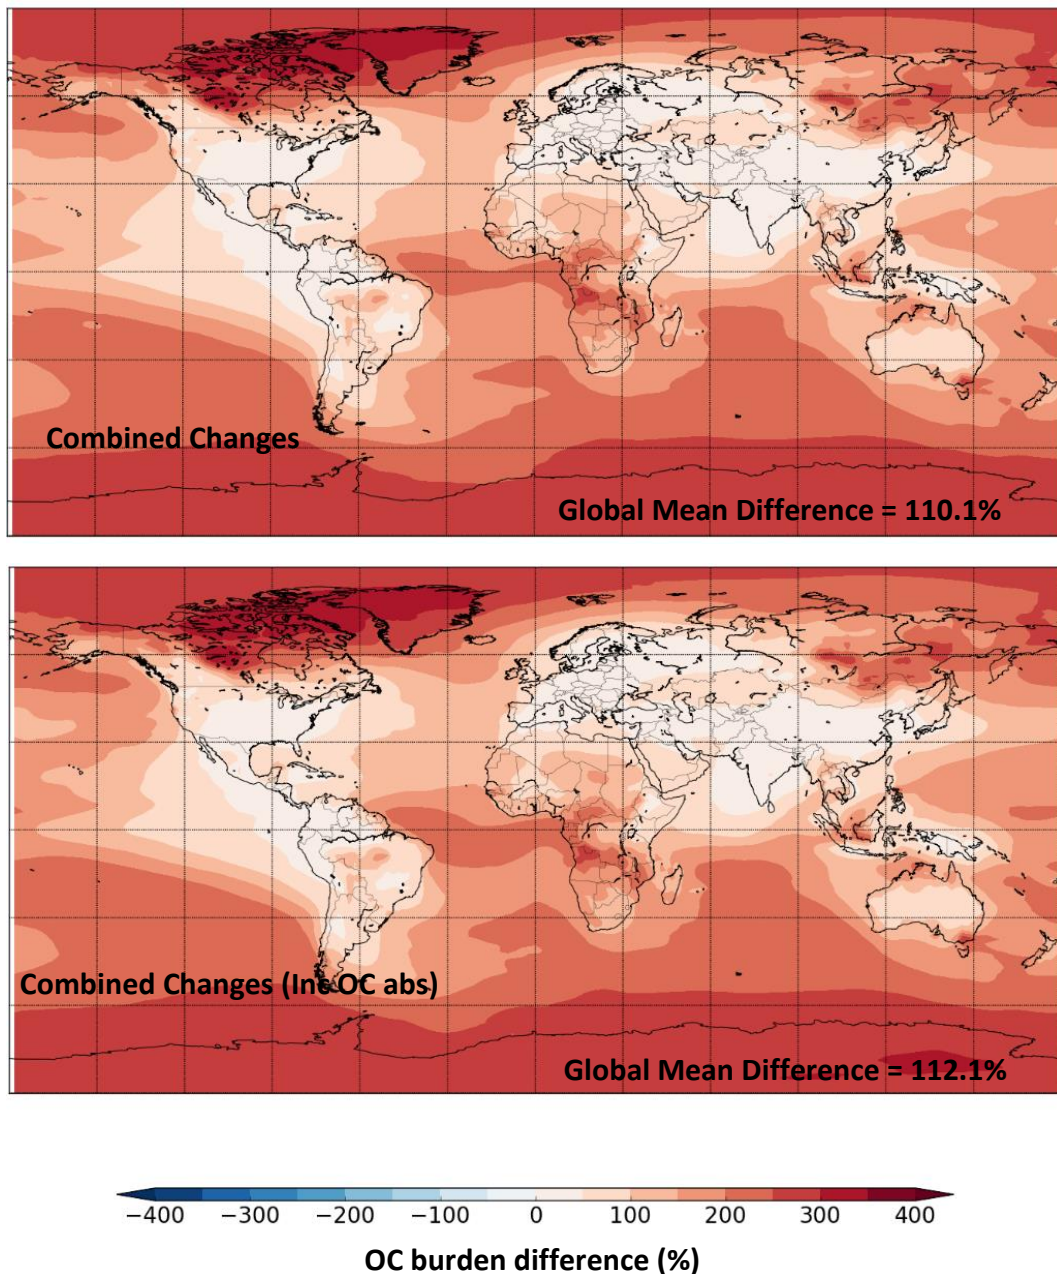 Combined Changes
Global Mean Difference = 110.1%
Combined Changes (Inc OC abs)
Global Mean Difference = 112.1%
−400 −300 −200 −100 0 100 200 300 400
OC burden difference (%)